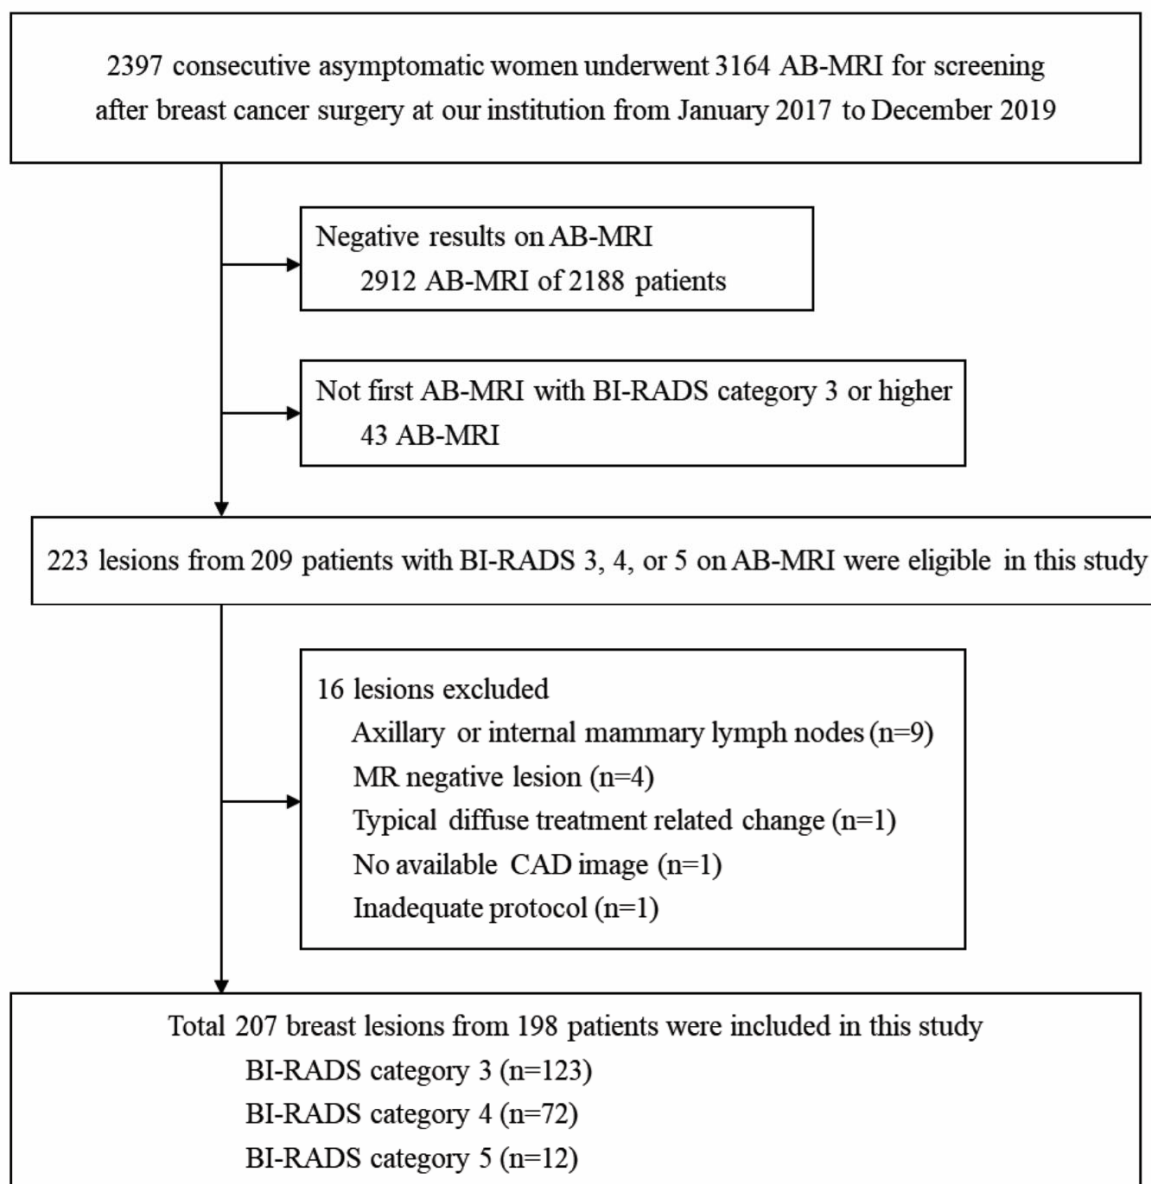 2397 consecutive asymptomatic women underwent 3164 AB-MRI for screening
after breast cancer surgery at our institution from January 2017 to December 2019
Negative results on AB-MRI
2912 AB-MRI of 2188 patients
Not first AB-MRI with BI-RADS category 3 or higher
43 AB-MRI
223 lesions from 209 patients with BI-RADS 3, 4, or 5 on AB-MRI were eligible in this study
16 lesions excluded
Axillary or internal mammary lymph nodes (n=9)
MR negative lesion (n=4)
Typical diffuse treatment related change (n=1)
No available CAD image (n=1)
Inadequate protocol (n=1)
Total 207 breast lesions from 198 patients were included in this study
BI-RADS category 3 (n=123)
BI-RADS category 4 (n=72)
BI-RADS category 5 (n=12)